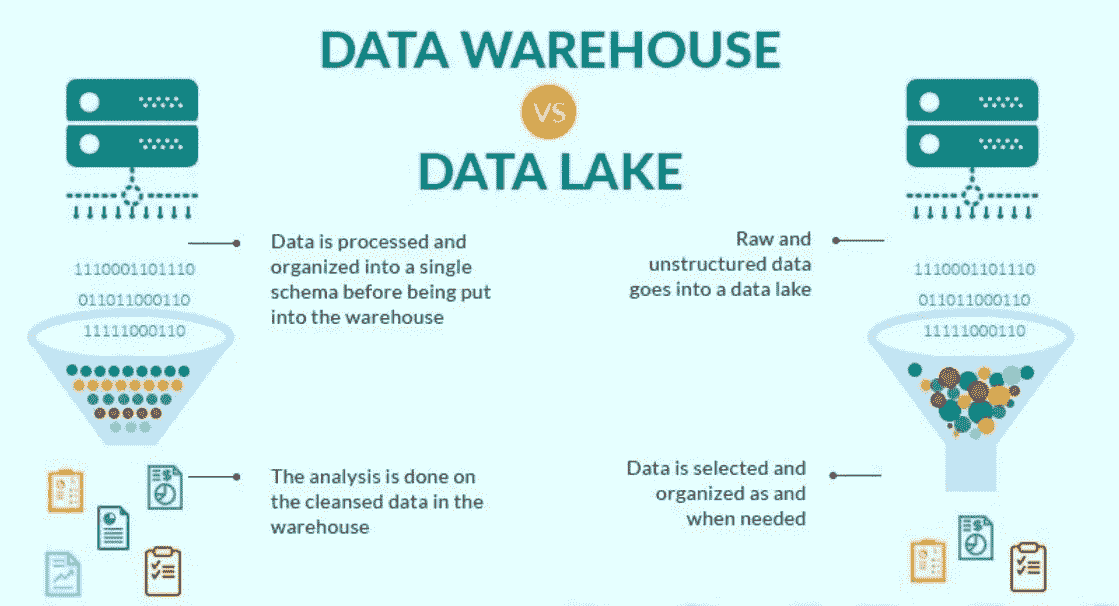 DATA WAREHOUSE
VS
DATA LAKE
Data is processed and
organized into a single
schema before being put
into the warehouse
Raw and
unstructured data
goes into a data lake
1110001101110
011011000110
11111000110
1110001101110
011011000110
11111000110
The analysis is done on
the cleansed data in the
warehouse
Data is selected and
organized as and
when needed
$
$